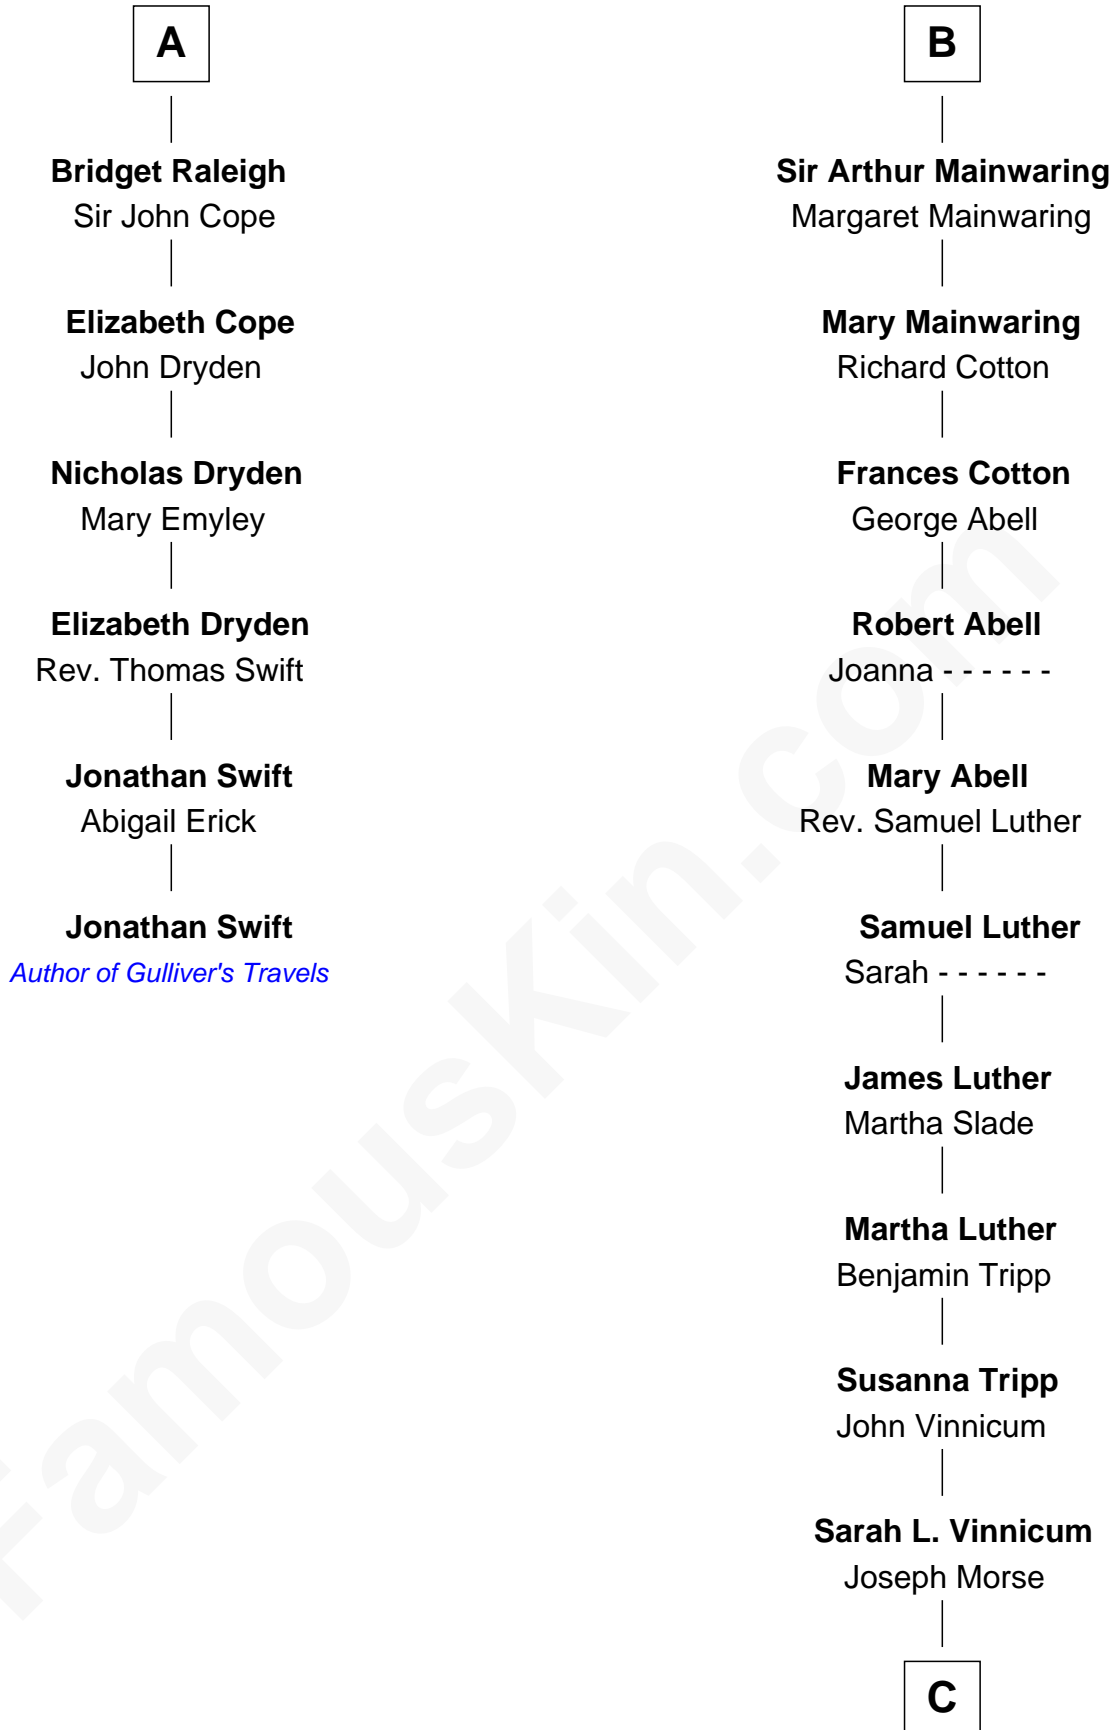 A
Bridget Raleigh
Sir John Cope
Elizabeth Cope
John Dryden
Nicholas Dryden
Mary Emyley
Elizabeth Dryden
Rev. Thomas Swift
Jonathan Swift
Abigail Erick
Jonathan Swift
Author of Gulliver's Travels
B
Sir Arthur Mainwaring
Margaret Mainwaring
Mary Mainwaring
Richard Cotton
Frances Cotton
George Abell
Robert Abell
Joanna - - - - - -
Mary Abell
Rev. Samuel Luther
Samuel Luther
Sarah - - - - - -
James Luther
Martha Slade
Martha Luther
Benjamin Tripp
Susanna Tripp
John Vinnicum
Sarah L. Vinnicum
Joseph Morse
C
FamousKin.com